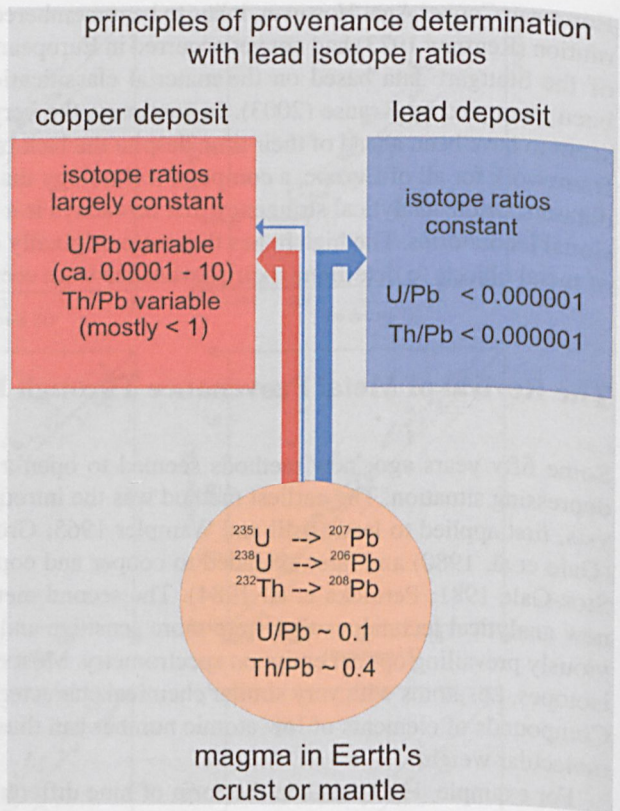 principles of provenance determination
with lead isotope ratios
copper deposit
isotope ratios
largely constant
U/Pb variable
(ca. 0.0001 - 10)
Th/Pb variable
(mostly < 1)
lead deposit
isotope ratios
constant
U/Pb < 0.000001
Th/Pb < 0.000001
²³⁵U --> ²⁰⁷Pb
²³⁸U --> ²⁰⁶Pb
²³²Th --> ²⁰⁸Pb
U/Pb ~ 0.1
Th/Pb ~ 0.4
magma in Earth's
crust or mantle